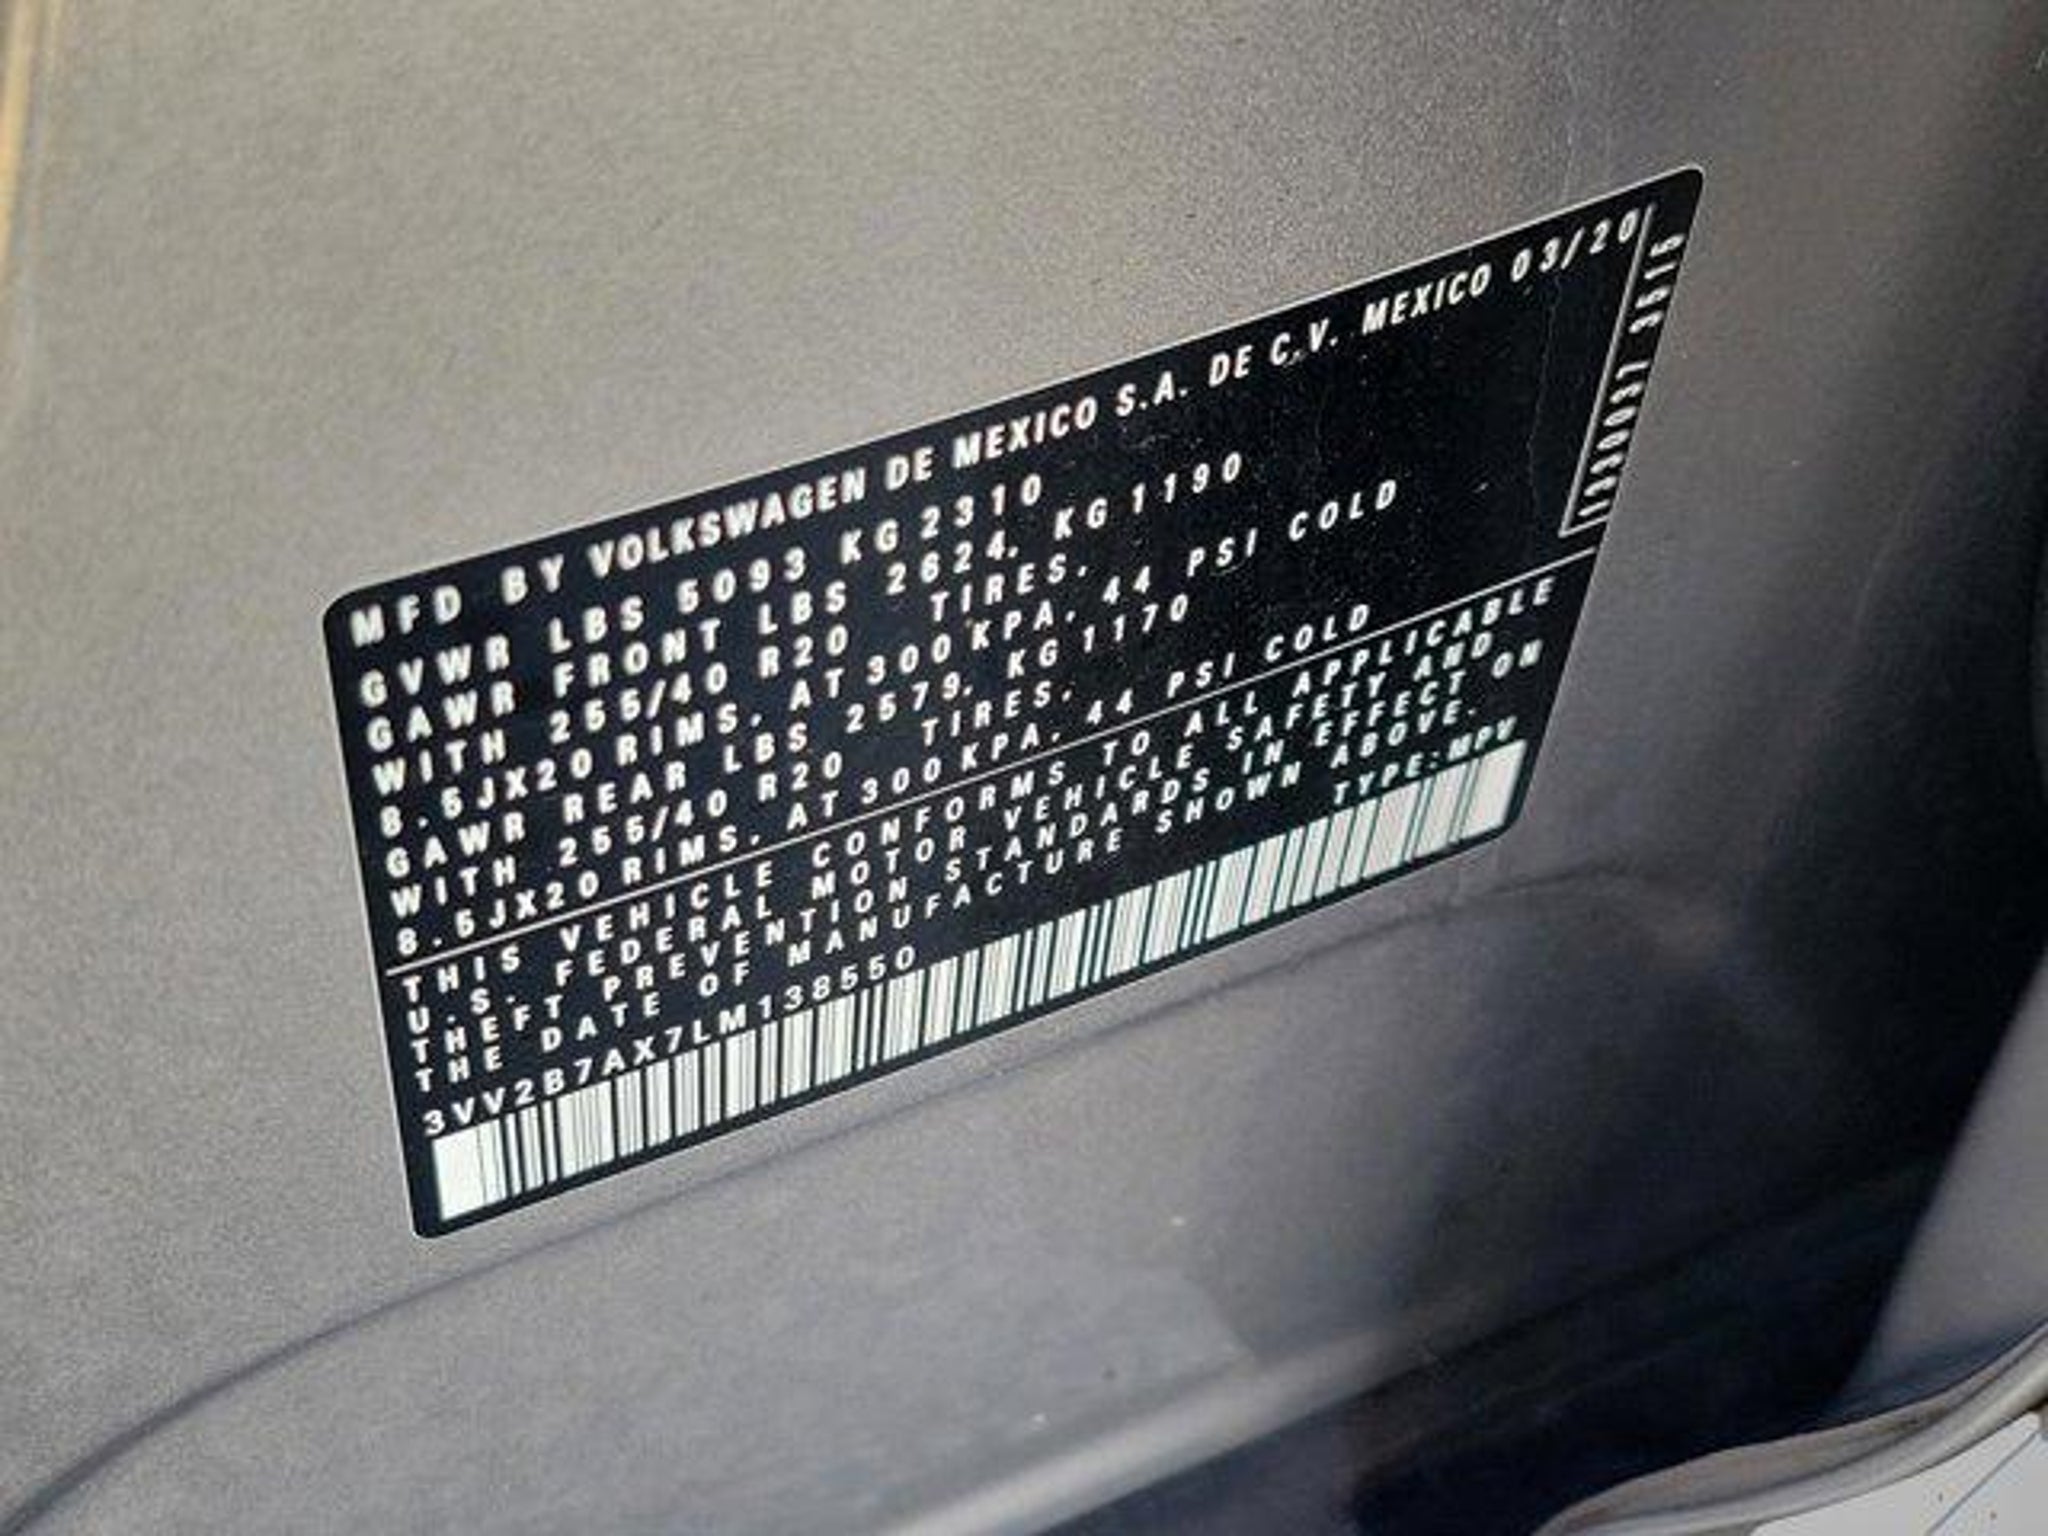 MFD BY VOLKSWAGEN DE MEXICO S.A. DE C.V. MEXICO 03/20
GVWR LBS 5093 KG 2310
GAWR FRONT LBS 2624. KG 1190
WITH 255/40 R20 TIRES.
8.5JX20 RIMS. AT 300 KPA. 44 PSI COLD
GAWR REAR LBS 2579. KG 1170
WITH 255/40 R20 TIRES.
8.5JX20 RIMS. AT 300 KPA. 44 PSI COLD
THIS VEHICLE CONFORMS TO ALL APPLICABLE
U.S. FEDERAL MOTOR VEHICLE SAFETY AND
THEFT PREVENTION STANDARDS IN EFFECT ON
THE DATE OF MANUFACTURE SHOWN ABOVE.
3VV2B7AX7LM138550 TYPE:MPV